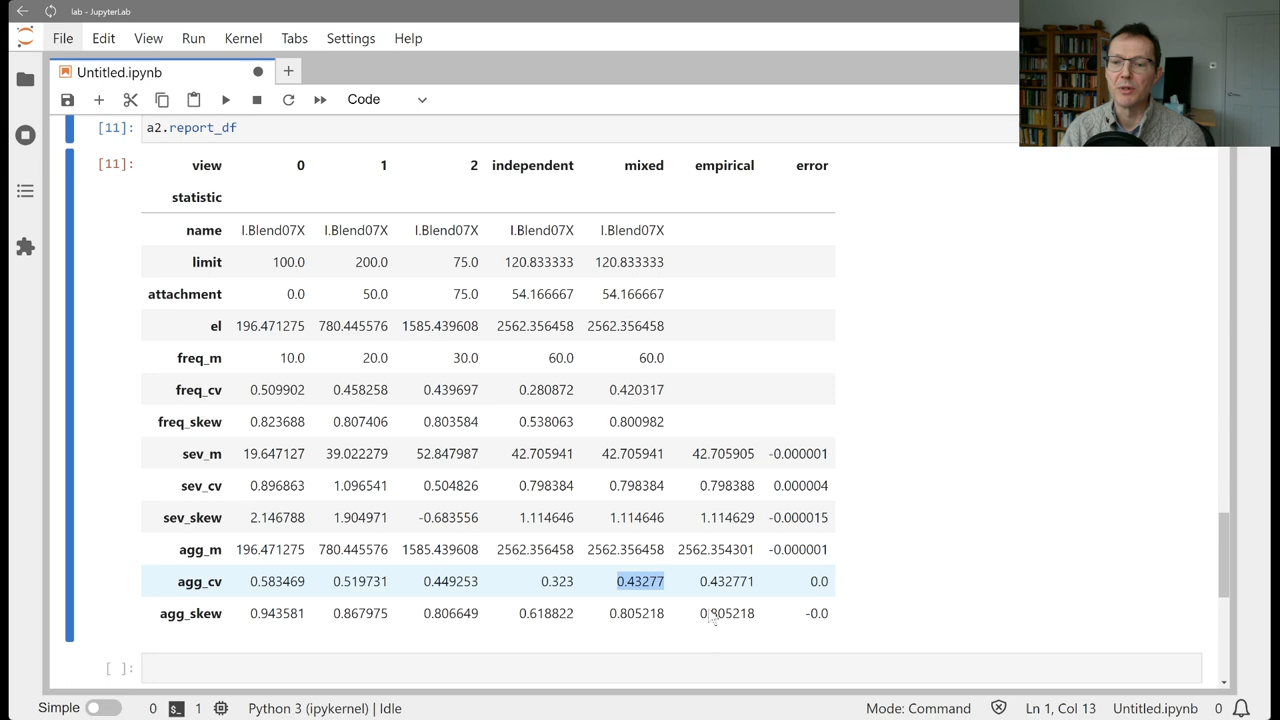 lab - JupyterLab
File Edit View Run Kernel Tabs Settings Help
Untitled.ipynb
Code
[11]: a2.report_df
[11]: view 0 1 2 independent mixed empirical error
statistic
name l.Blend07X l.Blend07X l.Blend07X l.Blend07X l.Blend07X
limit 100.0 200.0 75.0 120.833333 120.833333
attachment 0.0 50.0 75.0 54.166667 54.166667
el 196.471275 780.445576 1585.439608 2562.356458 2562.356458
freq_m 10.0 20.0 30.0 60.0 60.0
freq_cv 0.509902 0.458258 0.439697 0.280872 0.420317
freq_skew 0.823688 0.807406 0.803584 0.538063 0.800982
sev_m 19.647127 39.022279 52.847987 42.705941 42.705941 42.705905 -0.000001
sev_cv 0.896863 1.096541 0.504826 0.798384 0.798384 0.798388 0.000004
sev_skew 2.146788 1.904971 -0.683556 1.114646 1.114646 1.114629 -0.000015
agg_m 196.471275 780.445576 1585.439608 2562.356458 2562.356458 2562.354301 -0.000001
agg_cv 0.583469 0.519731 0.449253 0.323 0.43277 0.432771 0.0
agg_skew 0.943581 0.867975 0.806649 0.618822 0.805218 0.805218 -0.0
[ ]:
Simple 0 1 Python 3 (ipykernel) | Idle Mode: Command Ln 1, Col 13 Untitled.ipynb 0